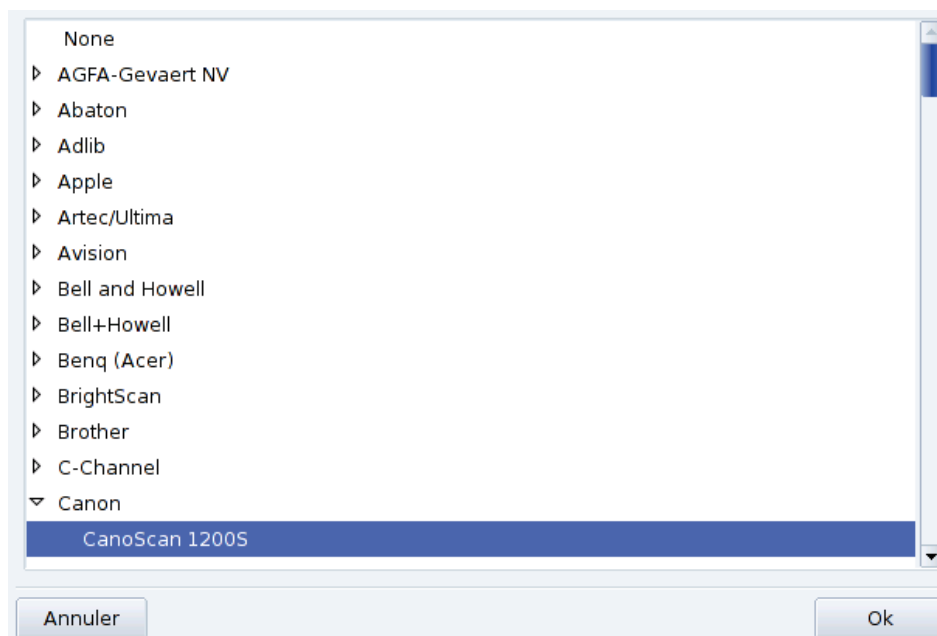 None
AGFA-Gevaert NV
Abaton
Adlib
Apple
Artec/Ultima
Avision
Bell and Howell
Bell+Howell
Benq (Acer)
BrightScan
Brother
C-Channel
Canon
CanoScan 1200S
Annuler
Ok